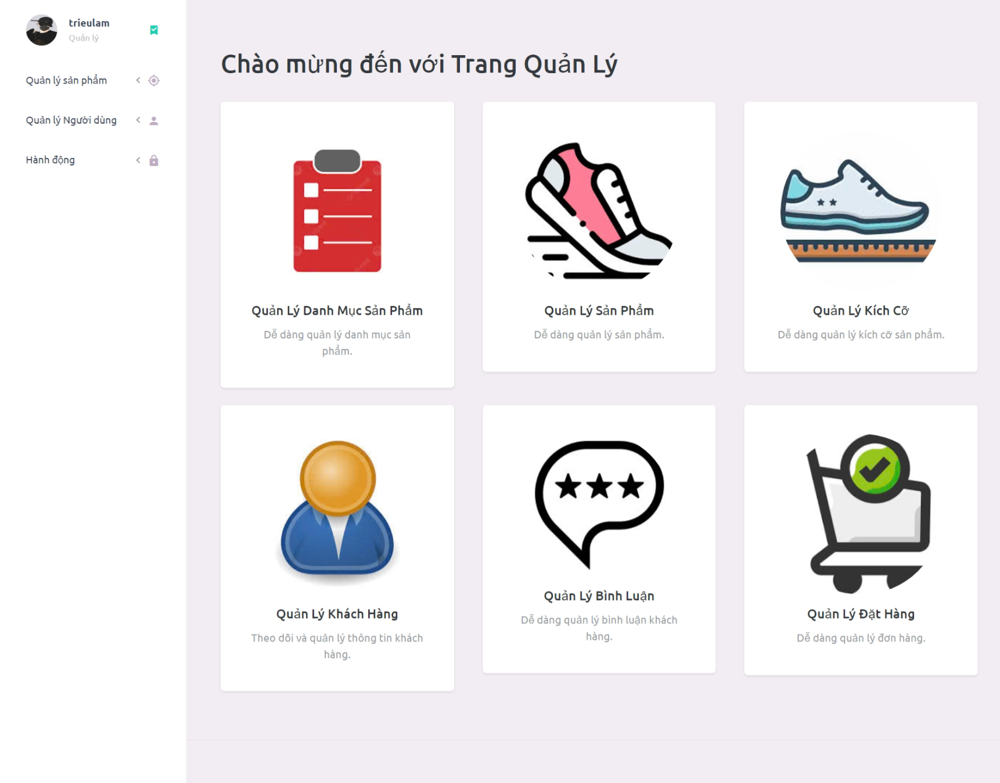 trieulam
Quản lý
Quản lý sản phẩm
Quản lý Người dùng
Hành động
Chào mừng đến với Trang Quản Lý
Quản Lý Danh Mục Sản Phẩm
Dễ dàng quản lý danh mục sản
phẩm.
Quản Lý Sản Phẩm
Dễ dàng quản lý sản phẩm.
Quản Lý Kích Cỡ
Dễ dàng quản lý kích cỡ sản phẩm.
Quản Lý Khách Hàng
Theo dõi và quản lý thông tin khách
hàng.
Quản Lý Bình Luận
Dễ dàng quản lý bình luận khách
hàng.
Quản Lý Đặt Hàng
Dễ dàng quản lý đơn hàng.